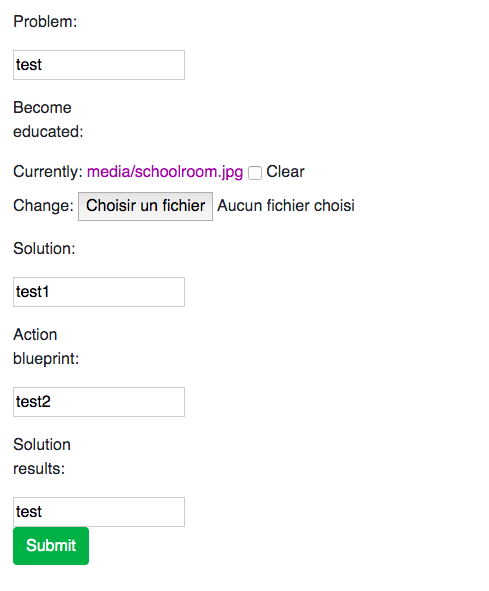 Problem:
test
Become
educated:
Currently: media/schoolroom.jpg Clear
Change: Choisir un fichier Aucun fichier choisi
Solution:
test1
Action
blueprint:
test2
Solution
results:
test
Submit